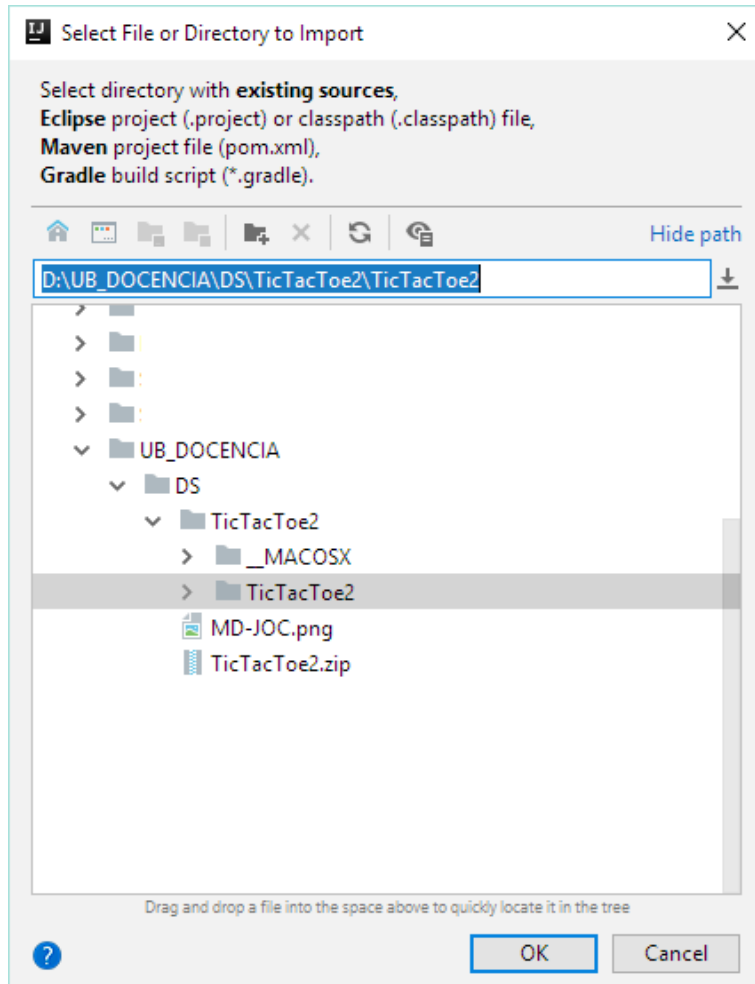 IJ Select File or Directory to Import
Select directory with existing sources,
Eclipse project (.project) or classpath (.classpath) file,
Maven project file (pom.xml),
Gradle build script (*.gradle).
Hide path
D:\UB_DOCENCIA\DS\TicTacToe2\TicTacToe2
UB_DOCENCIA
DS
TicTacToe2
__MACOSX
TicTacToe2
MD-JOC.png
TicTacToe2.zip
Drag and drop a file into the space above to quickly locate it in the tree
? OK Cancel